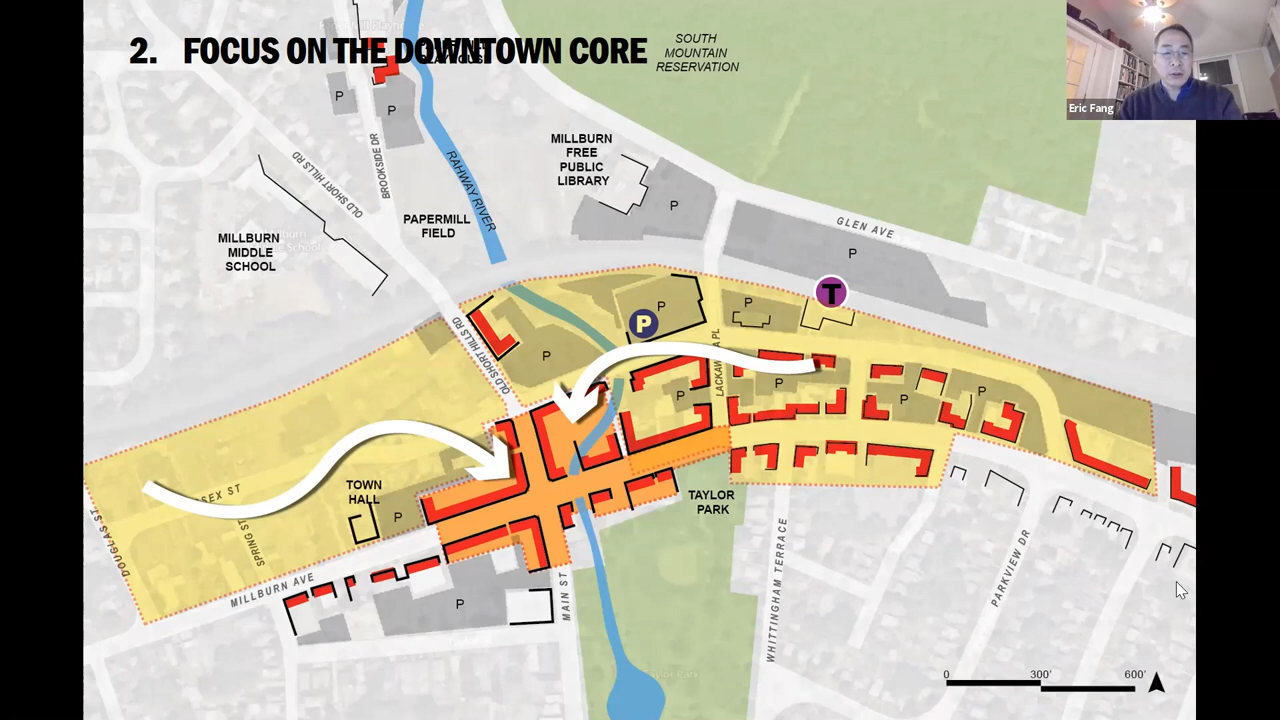 2. FOCUS ON THE DOWNTOWN CORE
SOUTH
MOUNTAIN
RESERVATION
Eric Fang
P
P
MILLBURN
FREE
PUBLIC
LIBRARY
OLD SHORT HILLS RD
BROOKSIDE DR
RAHWAY RIVER
P
PAPERMILL
FIELD
GLEN AVE
MILLBURN
MIDDLE
SCHOOL
P
T
P
P
P
OLD SHORT HILLS RD
P
LACKAWANNA PL
P
P
P
P
TOWN
HALL
P
SEX ST
TAYLOR
PARK
DOUGLAS ST
SPRING ST
MILLBURN AVE
P
MAIN ST
WHITTINGHAM TERRACE
PARKVIEW DR
0 300' 600'